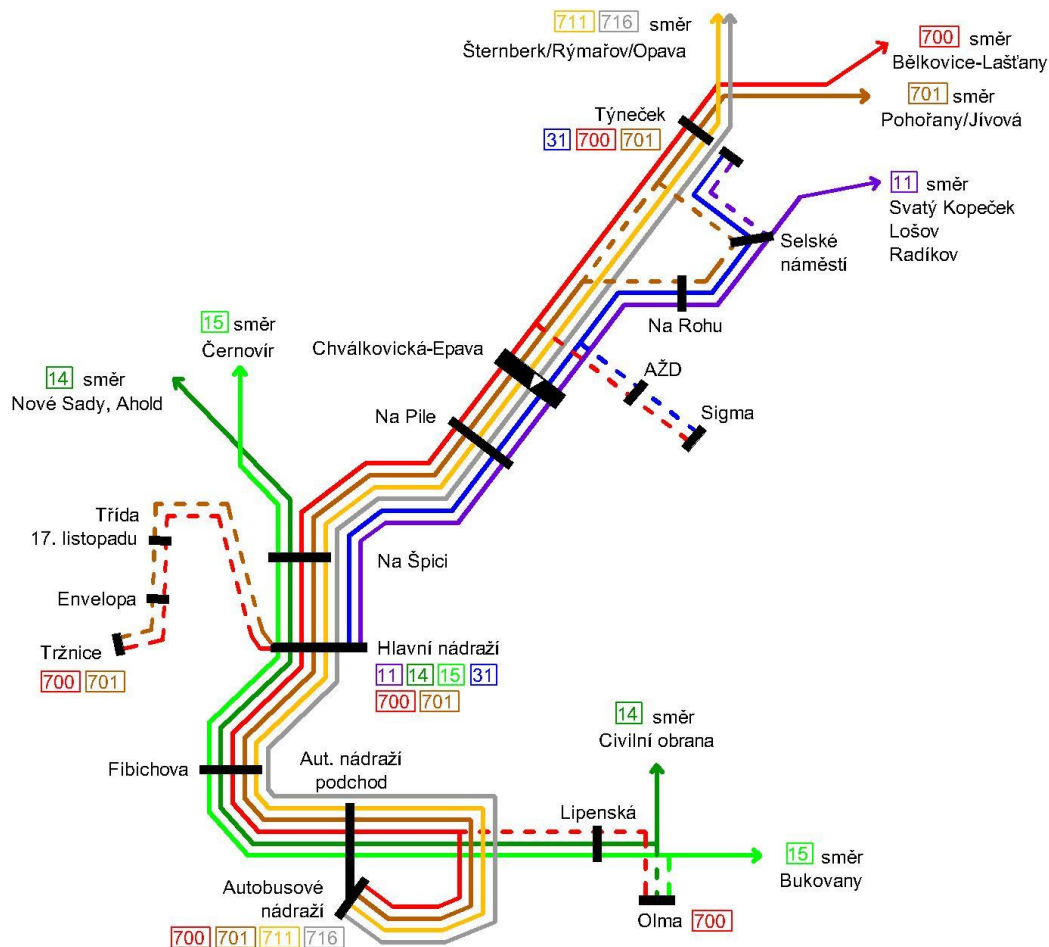 711 716 směr
Šternberk/Rýmařov/Opava
700 směr
Bělkovice-Lašťany
701 směr
Pohořany/Jívová
Týneček
31 700 701
11 směr
Svatý Kopeček
Lošov
Radíkov
Selské
náměstí
Na Rohu
15 směr
Černovír
Chválkovická-Epava
AŽD
14 směr
Nové Sady, Ahold
Na Pile
Sigma
Třída
17. listopadu
Na Špici
Envelopa
Tržnice
700 701
Hlavní nádraží
11 14 15 31
700 701
14 směr
Civilní obrana
Fibichova
Aut. nádraží
podchod
Lipenská
15 směr
Bukovany
Autobusové
nádraží
700 701 711 716
Olma 700